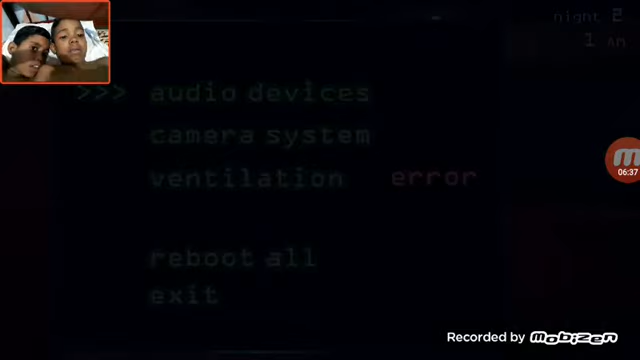 night 2
1 AM
>>> audio devices
camera system
ventilation error
06:37
reboot all
exit
Recorded by mobizen